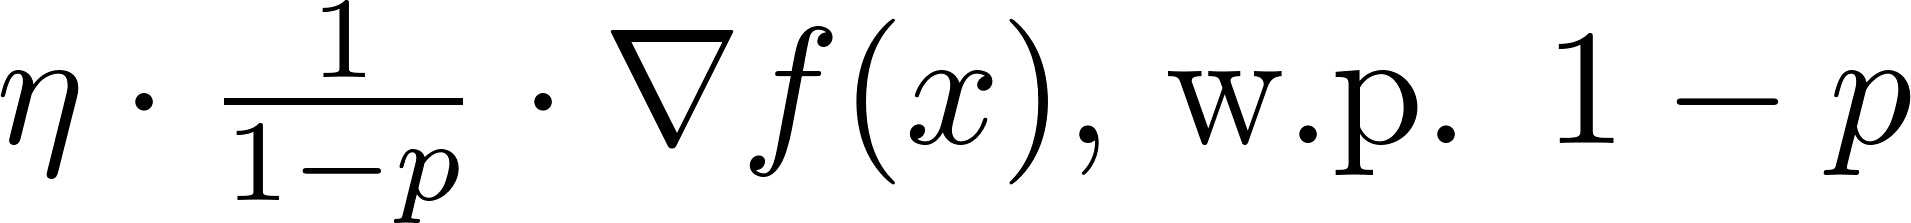 η · 1/(1−p) · ∇f(x), w.p. 1 − p